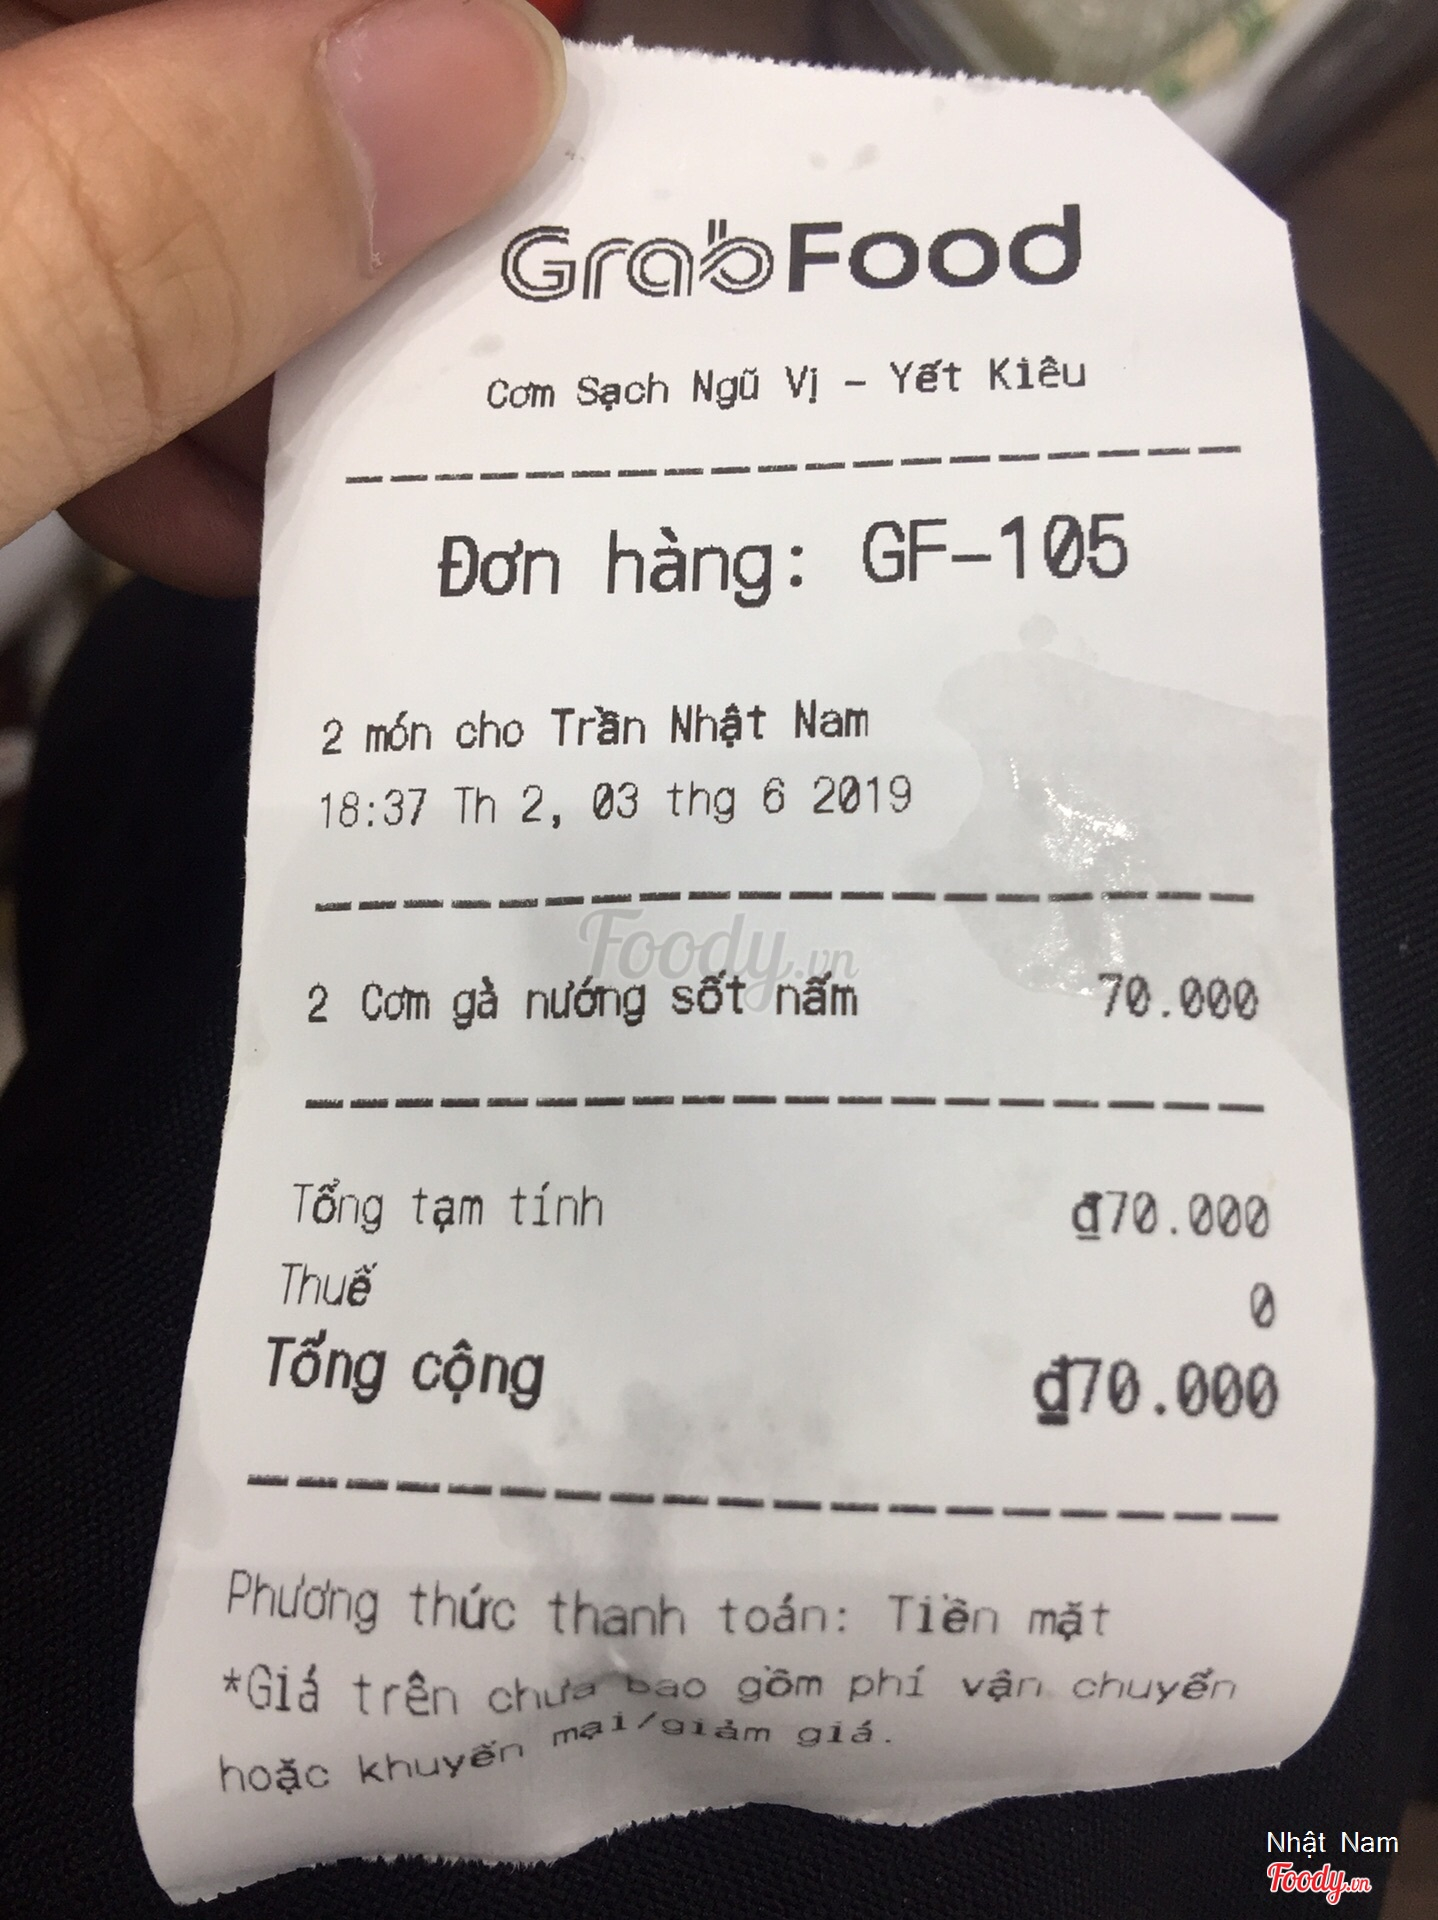 GrabFood
Cơm Sạch Ngũ Vị - Yết Kiêu
Đơn hàng: GF-105
2 món cho Trần Nhật Nam
18:37 Th 2, 03 thg 6 2019
Foody.vn
2 Cơm gà nướng sốt nấm 70.000
Tổng tạm tính ₫70.000
Thuế 0
Tổng cộng ₫70.000
Phương thức thanh toán: Tiền mặt
*Giá trên chưa bao gồm phí vận chuyển
hoặc khuyến mại/giảm giá.
Nhật Nam
Foody.vn